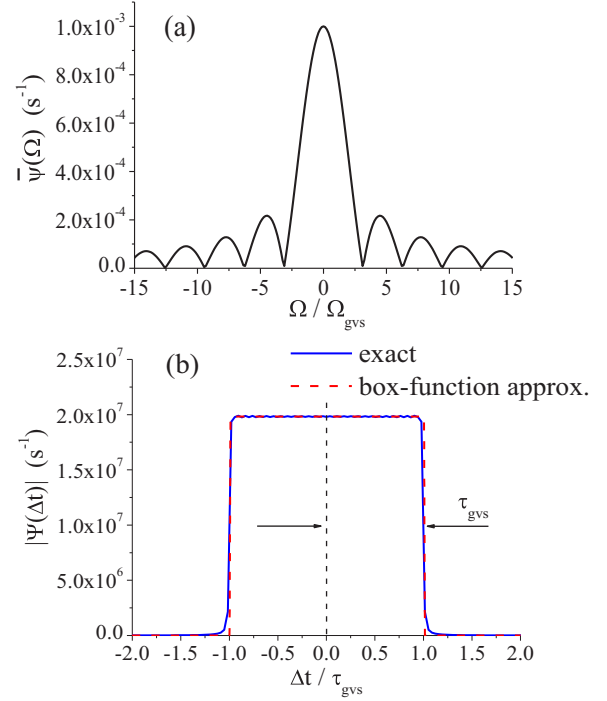 (a)
1.0x10⁻³
8.0x10⁻⁴
6.0x10⁻⁴
4.0x10⁻⁴
2.0x10⁻⁴
0.0
ψ̄(Ω) (s⁻¹)
-15 -10 -5 0 5 10 15
Ω / Ω_gvs
(b)
exact
box-function approx.
2.5x10⁷
2.0x10⁷
1.5x10⁷
1.0x10⁷
5.0x10⁶
0.0
|Ψ(Δt)| (s⁻¹)
τ_gvs
-2.0 -1.5 -1.0 -0.5 0.0 0.5 1.0 1.5 2.0
Δt / τ_gvs